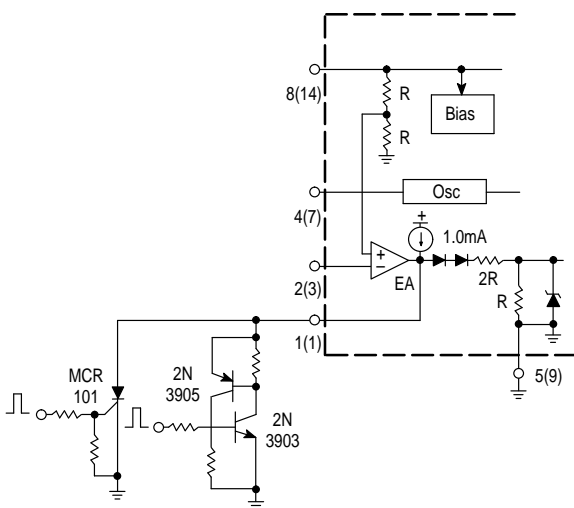 8(14)
R
R
Bias
4(7)
Osc
+
1.0mA
2(3)
+
−
EA
2R
R
1(1)
5(9)
MCR
101
2N
3905
2N
3903